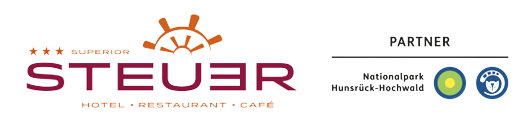 ★★★ SUPERIOR
STEUER
HOTEL • RESTAURANT • CAFÉ
PARTNER
Nationalpark
Hunsrück-Hochwald